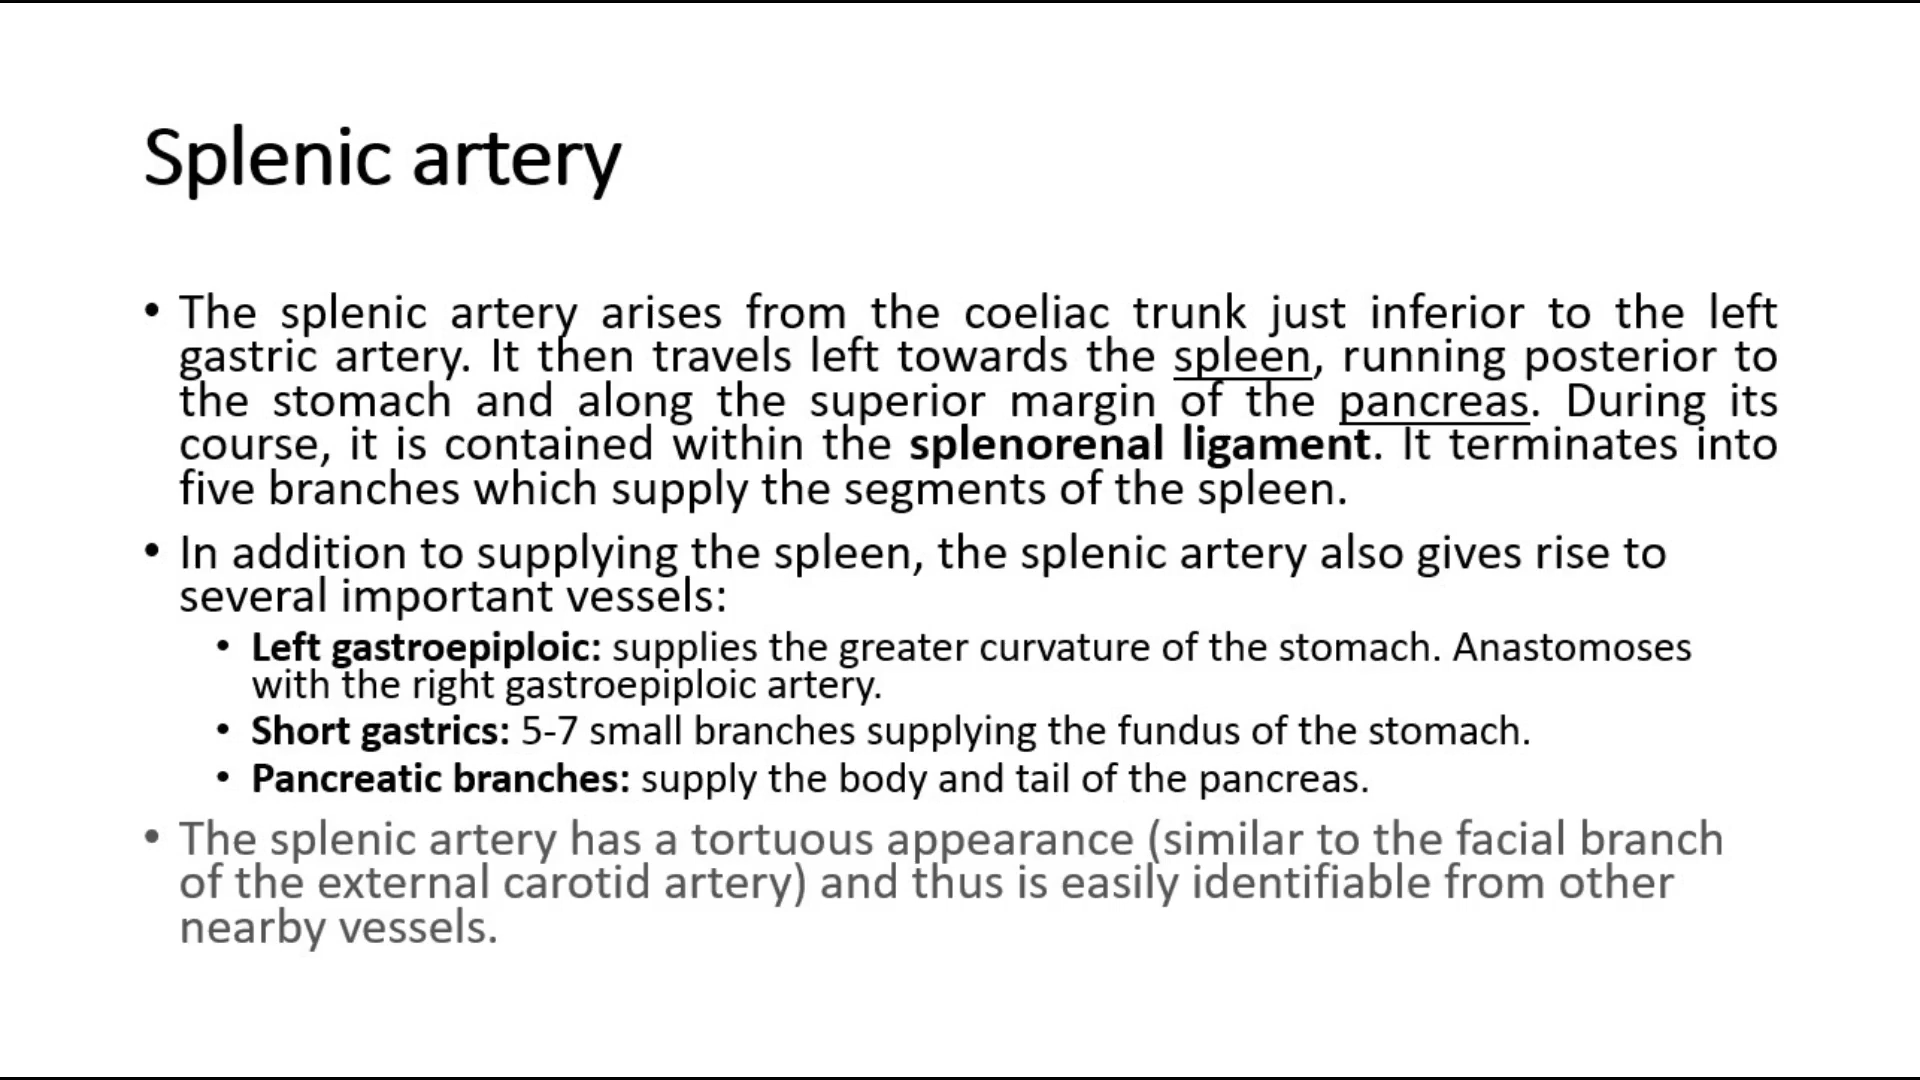 Splenic artery
• The splenic artery arises from the coeliac trunk just inferior to the left
gastric artery. It then travels left towards the spleen, running posterior to
the stomach and along the superior margin of the pancreas. During its
course, it is contained within the splenorenal ligament. It terminates into
five branches which supply the segments of the spleen.
• In addition to supplying the spleen, the splenic artery also gives rise to
several important vessels:
• Left gastroepiploic: supplies the greater curvature of the stomach. Anastomoses
with the right gastroepiploic artery.
• Short gastrics: 5-7 small branches supplying the fundus of the stomach.
• Pancreatic branches: supply the body and tail of the pancreas.
• The splenic artery has a tortuous appearance (similar to the facial branch
of the external carotid artery) and thus is easily identifiable from other
nearby vessels.